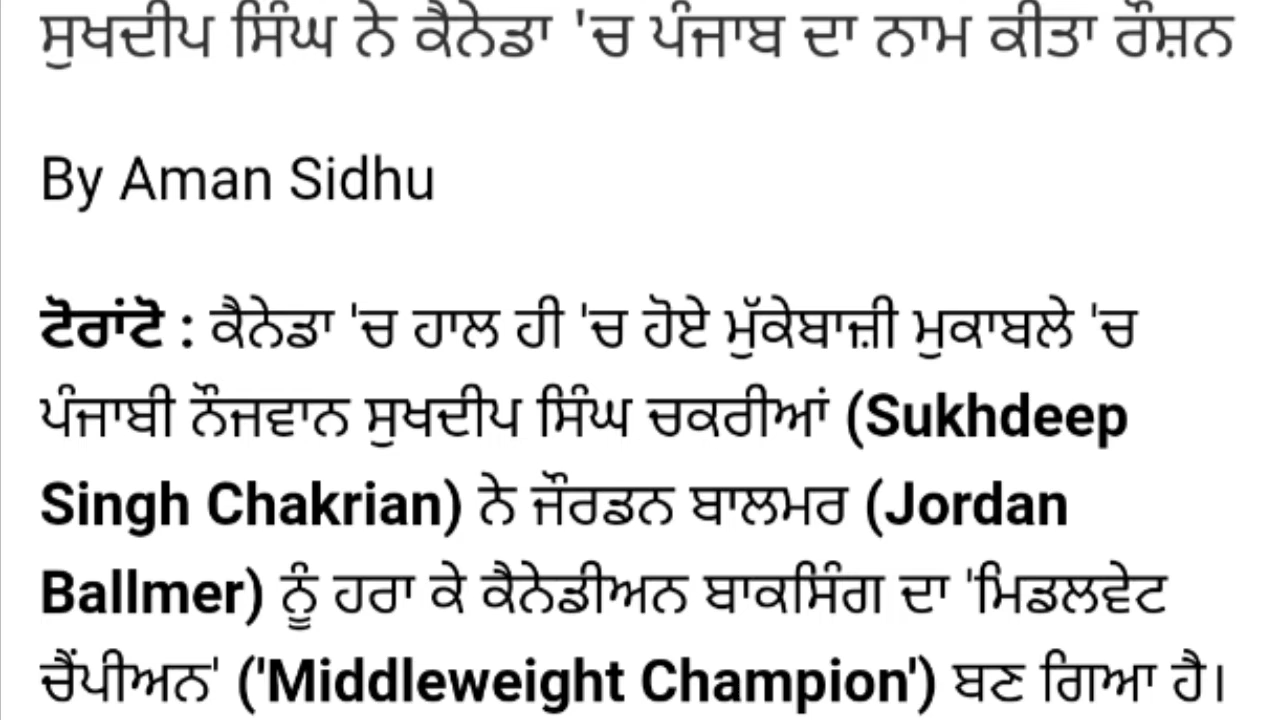 ਸੁਖਦੀਪ ਸਿੰਘ ਨੇ ਕੈਨੇਡਾ 'ਚ ਪੰਜਾਬ ਦਾ ਨਾਮ ਕੀਤਾ ਰੌਸ਼ਨ
By Aman Sidhu
ਟੋਰਾਂਟੋ : ਕੈਨੇਡਾ 'ਚ ਹਾਲ ਹੀ 'ਚ ਹੋਏ ਮੁੱਕੇਬਾਜ਼ੀ ਮੁਕਾਬਲੇ 'ਚ
ਪੰਜਾਬੀ ਨੌਜਵਾਨ ਸੁਖਦੀਪ ਸਿੰਘ ਚਕਰੀਆਂ (Sukhdeep
Singh Chakrian) ਨੇ ਜੌਰਡਨ ਬਾਲਮਰ (Jordan
Ballmer) ਨੂੰ ਹਰਾ ਕੇ ਕੈਨੇਡੀਅਨ ਬਾਕਸਿੰਗ ਦਾ 'ਮਿਡਲਵੇਟ
ਚੈਂਪੀਅਨ' ('Middleweight Champion') ਬਣ ਗਿਆ ਹੈ।